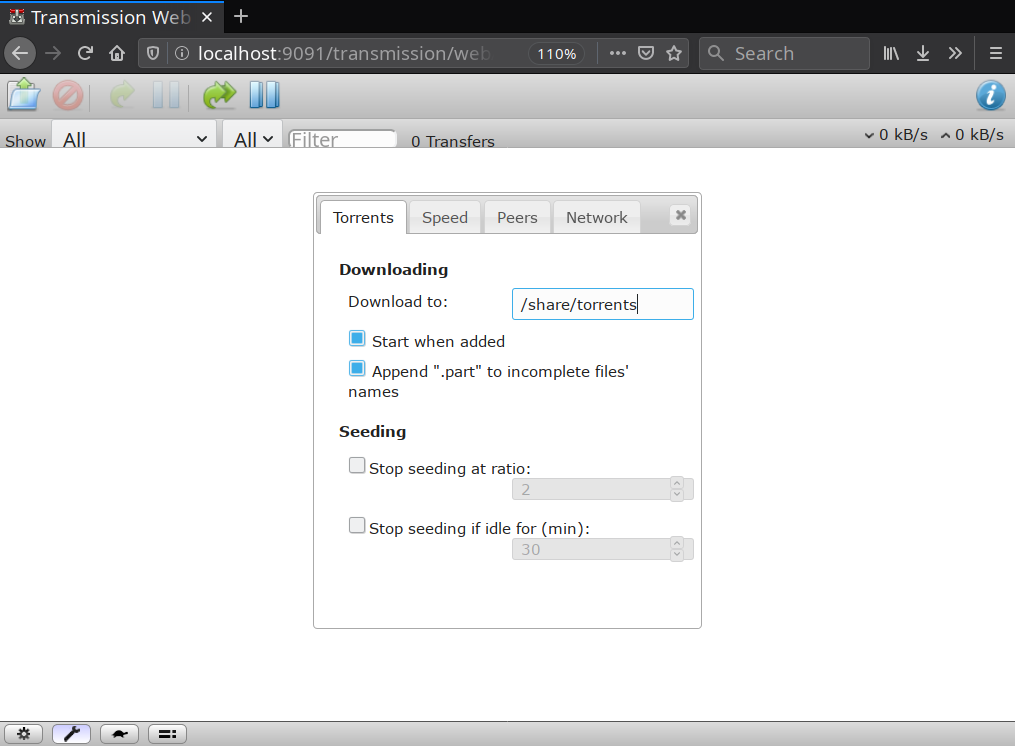 Transmission Web
localhost:9091/transmission/web
110%
Search
Show All All Filter 0 Transfers 0 kB/s 0 kB/s
Torrents Speed Peers Network
Downloading
Download to: /share/torrents
Start when added
Append ".part" to incomplete files'
names
Seeding
Stop seeding at ratio:
2
Stop seeding if idle for (min):
30